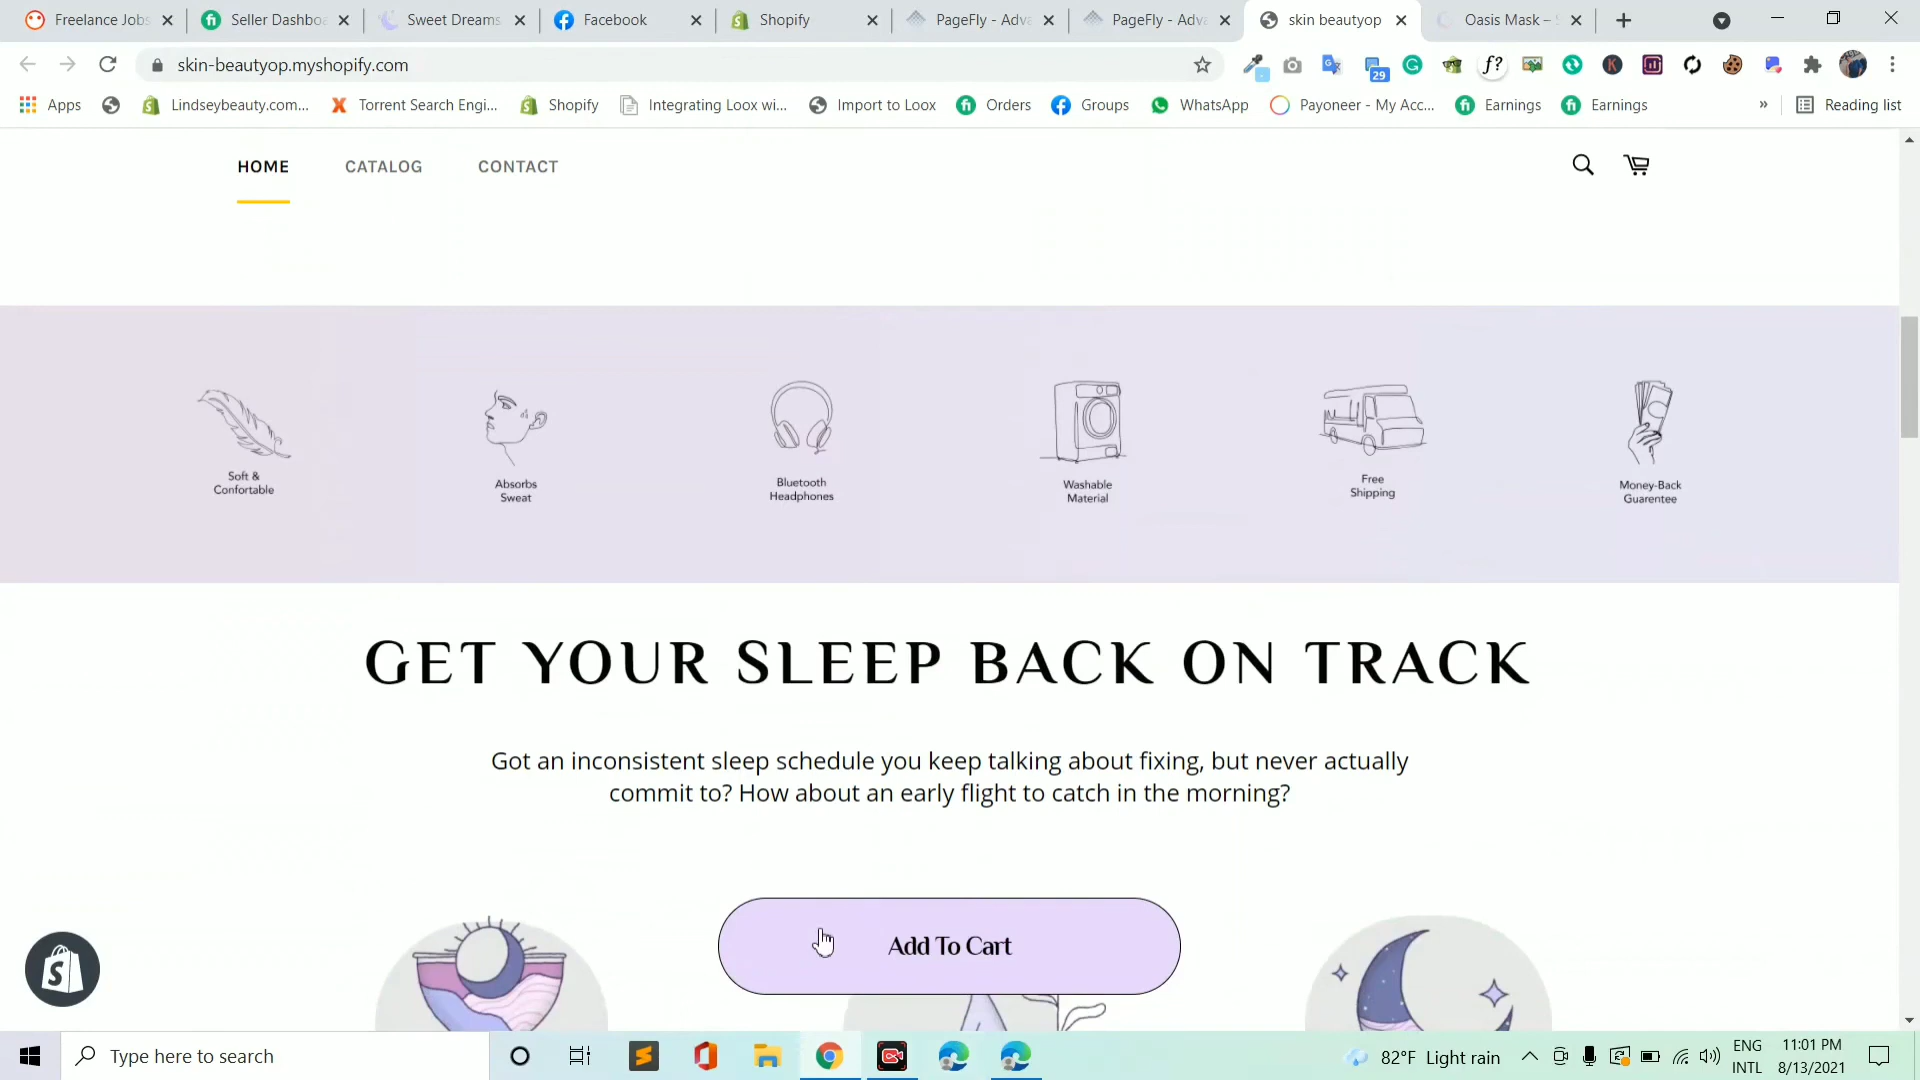 Freelance Jobs
Seller Dashbo
Sweet Dreams
Facebook
Shopify
PageFly - Adv
PageFly - Adv
skin beautyop
Oasis Mask –
skin-beautyop.myshopify.com
29
f?
Apps
Lindseybeauty.com...
Torrent Search Engi...
Shopify
Integrating Loox wi...
Import to Loox
Orders
Groups
WhatsApp
Payoneer - My Acc...
Earnings
Earnings
»
Reading list
HOME
CATALOG
CONTACT
Soft &
Confortable
Absorbs
Sweat
Bluetooth
Headphones
Washable
Material
Free
Shipping
Money-Back
Guarentee
GET YOUR SLEEP BACK ON TRACK
Got an inconsistent sleep schedule you keep talking about fixing, but never actually
commit to? How about an early flight to catch in the morning?
Add To Cart
Type here to search
82°F Light rain
ENG
INTL
11:01 PM
8/13/2021